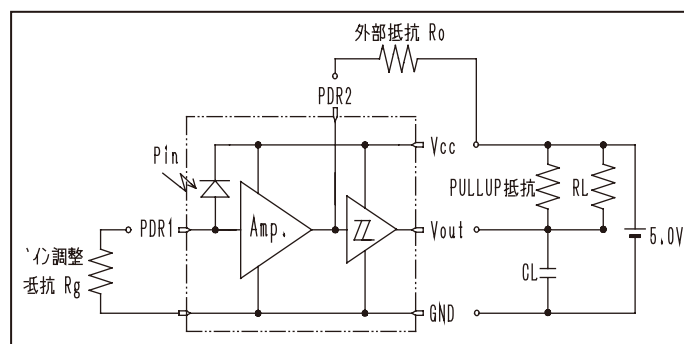 外部抵抗 Ro
PDR2
Pin
Vcc
PULLUP抵抗
RL
PDR1
Amp.
Vout
5.0V
イン調整
抵抗 Rg
CL
GND